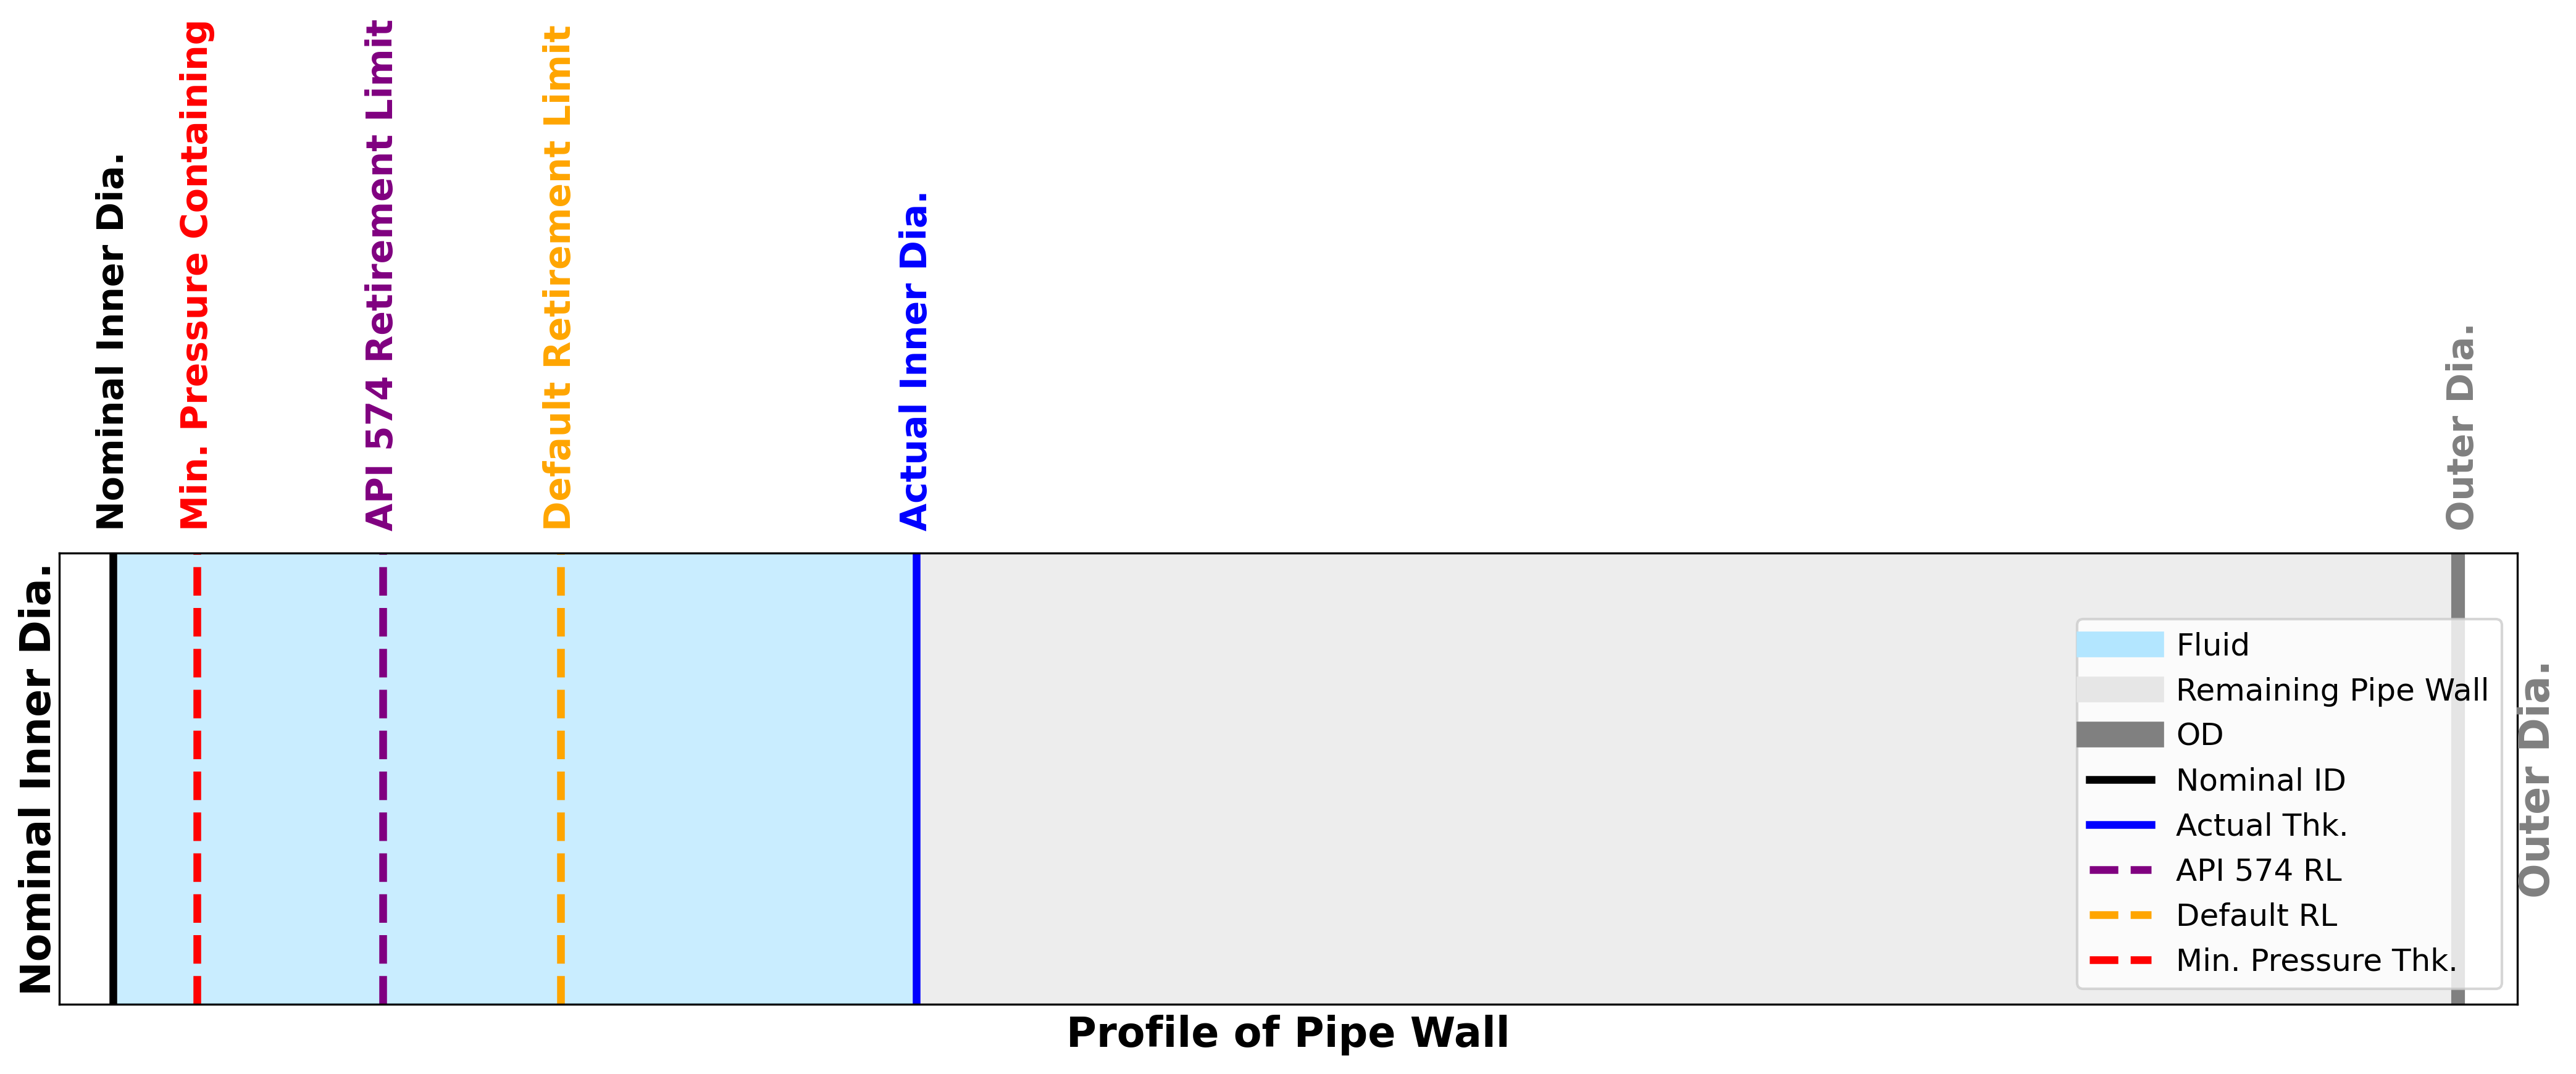 Nominal Inner Dia.
Min. Pressure Containing
API 574 Retirement Limit
Default Retirement Limit
Actual Inner Dia.
Outer Dia.
Nominal Inner Dia.
Fluid
Remaining Pipe Wall
OD
Nominal ID
Actual Thk.
API 574 RL
Default RL
Min. Pressure Thk.
Outer Dia.
Profile of Pipe Wall